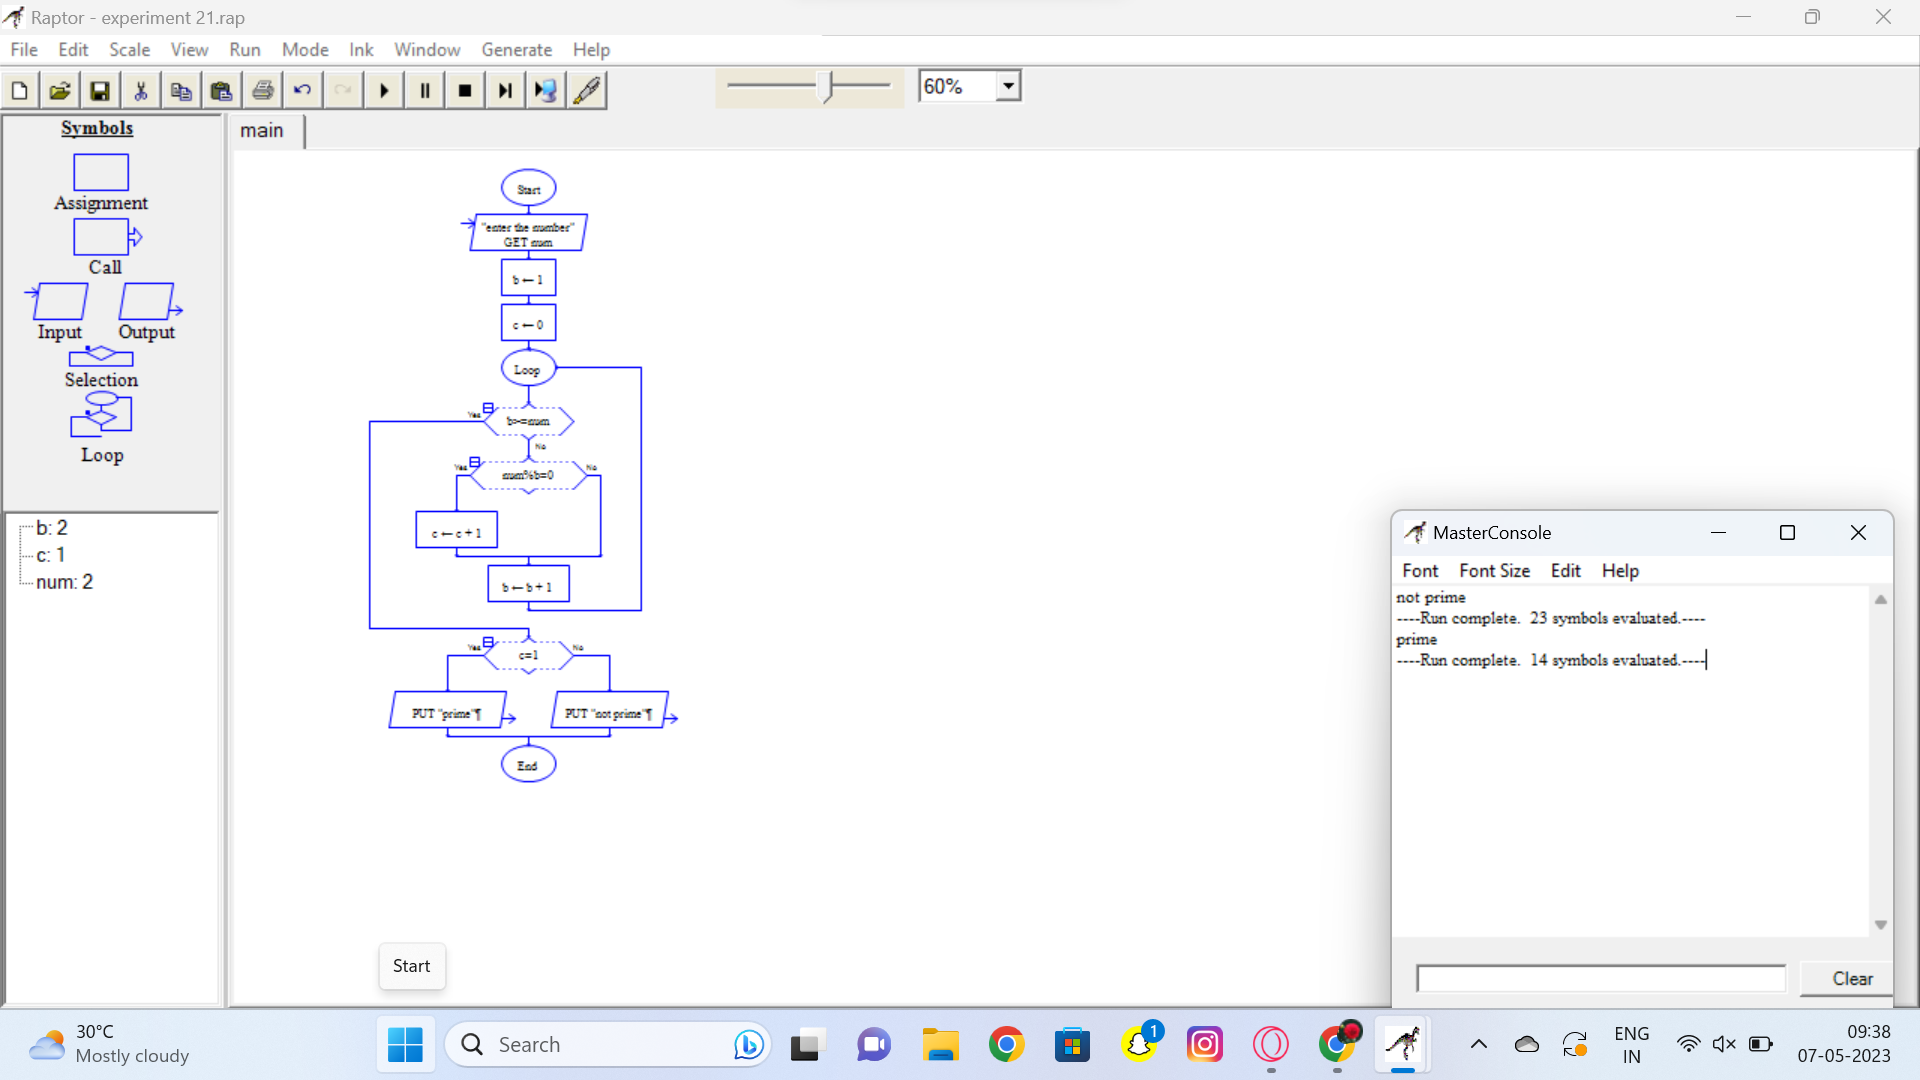 Raptor - experiment 21.rap
File Edit Scale View Run Mode Ink Window Generate Help
60%
Symbols
main
Assignment
Call
Input Output
Selection
Loop
b: 2
c: 1
num: 2
Start
"enter the number"
GET num
b ← 1
c ← 0
Loop
Yes
b>=num
No
Yes
num%b=0
No
c ← c + 1
b ← b + 1
Yes
c=1
No
PUT "prime"¶
PUT "not prime"¶
End
MasterConsole
Font Font Size Edit Help
not prime
----Run complete. 23 symbols evaluated.----
prime
----Run complete. 14 symbols evaluated.----
Clear
Start
30°C
Mostly cloudy
Search
1
ENG
IN
09:38
07-05-2023